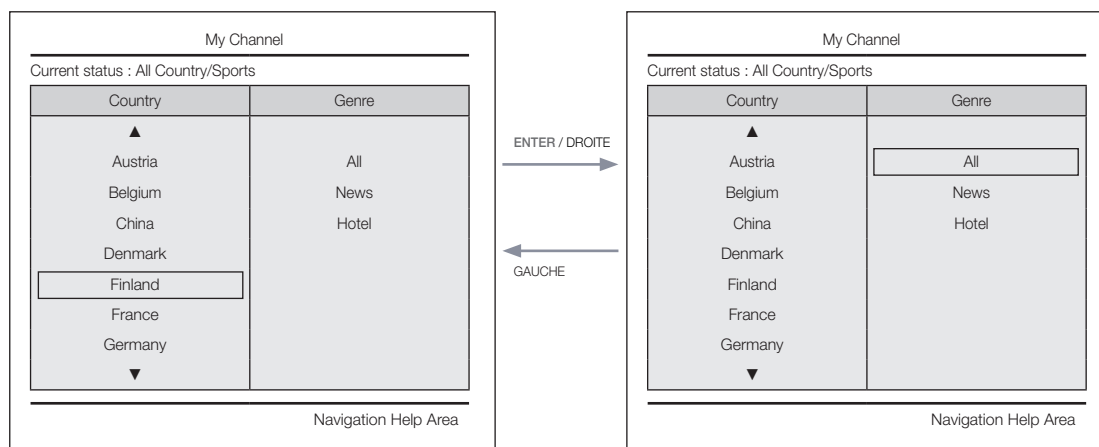 My Channel
Current status : All Country/Sports
Country Genre
▲
Austria All
Belgium News
China Hotel
Denmark
Finland
France
Germany
▼
Navigation Help Area
ENTER / DROITE
GAUCHE
My Channel
Current status : All Country/Sports
Country Genre
▲
Austria All
Belgium News
China Hotel
Denmark
Finland
France
Germany
▼
Navigation Help Area